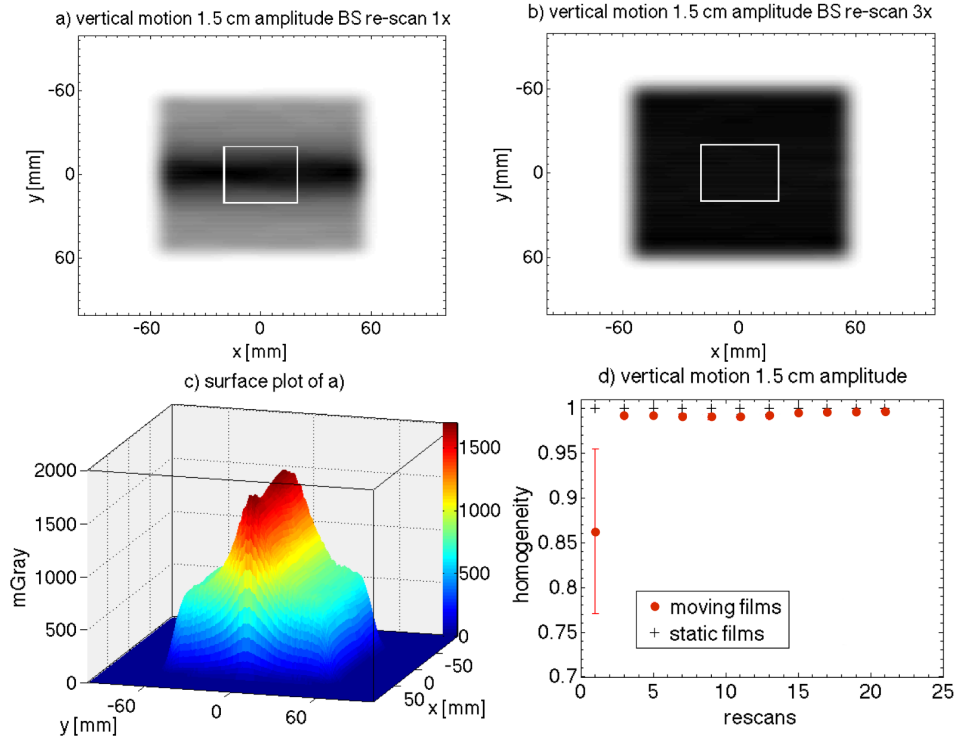 a) vertical motion 1.5 cm amplitude BS re-scan 1x
-60
0
60
y [mm]
-60 0 60
x [mm]
b) vertical motion 1.5 cm amplitude BS re-scan 3x
-60
0
60
y [mm]
-60 0 60
x [mm]
c) surface plot of a)
2000
1500
1000
500
0
mGray
-60
0
60
y [mm]
-50
0
50
x [mm]
1500
1000
500
0
d) vertical motion 1.5 cm amplitude
1
0.95
0.9
0.85
0.8
0.75
0.7
homogeneity
moving films
static films
0 5 10 15 20 25
rescans